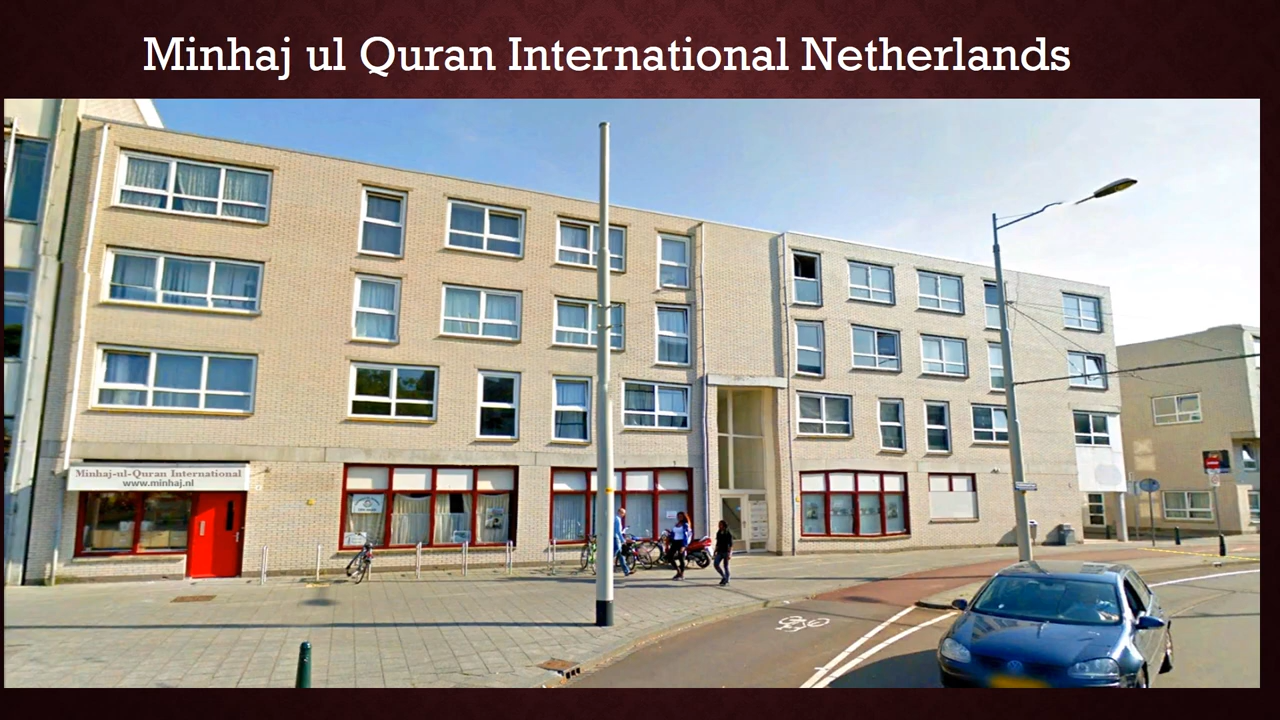 Minhaj ul Quran International Netherlands
Minhaj-ul-Quran International
www.minhaj.nl